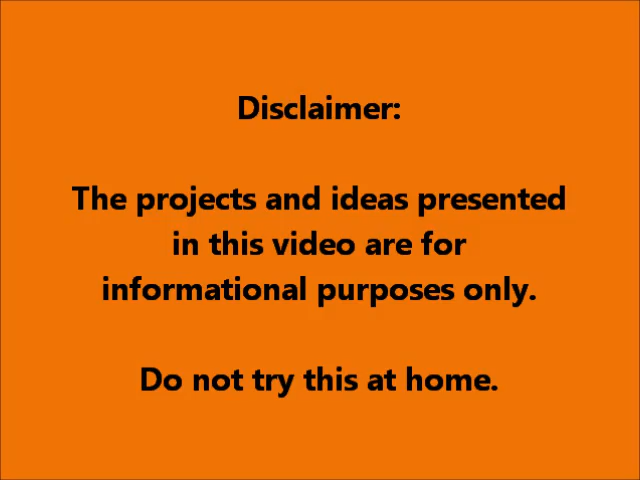 Disclaimer:
The projects and ideas presented
in this video are for
informational purposes only.
Do not try this at home.